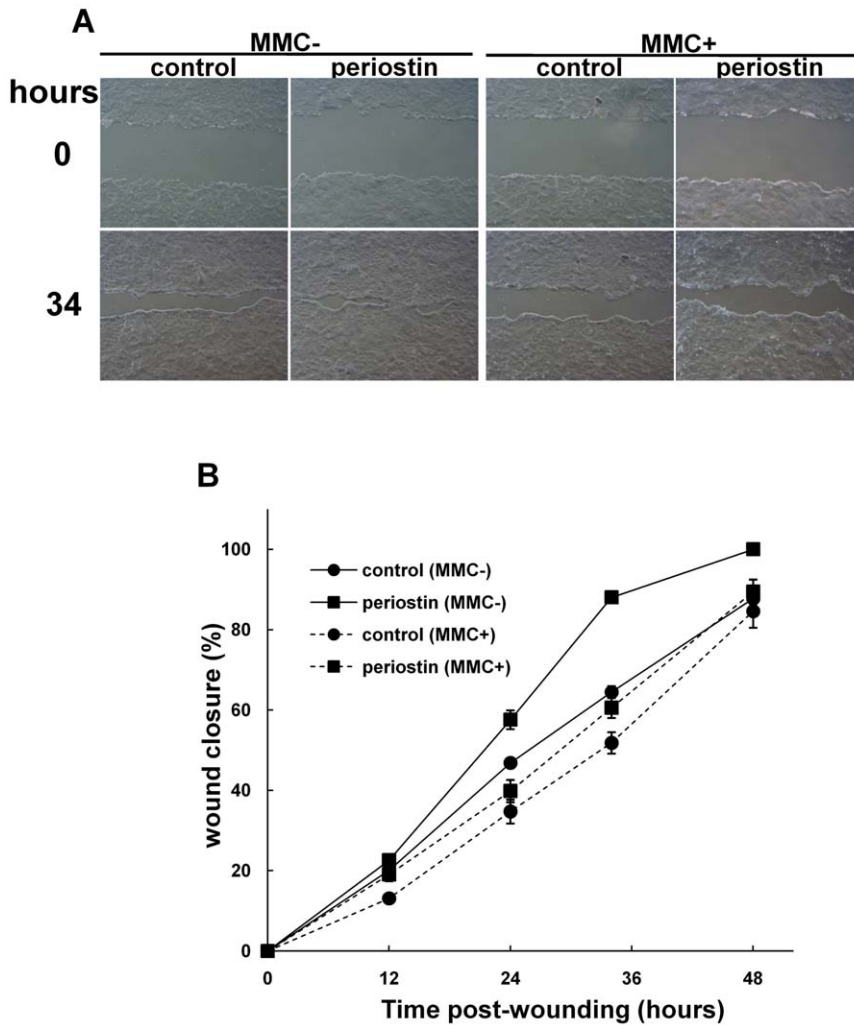 A
MMC- MMC+
control periostin control periostin
hours
0
34
B
100
80
60
40
20
0
wound closure (%)
control (MMC-)
periostin (MMC-)
control (MMC+)
periostin (MMC+)
0 12 24 36 48
Time post-wounding (hours)